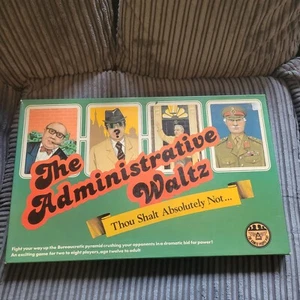 The
Administrative
Waltz
Thou Shalt Absolutely Not...
Fight your way up the Bureaucratic pyramid crushing your opponents in a dramatic bid for power!
An exciting game for two to eight players, age twelve to adult